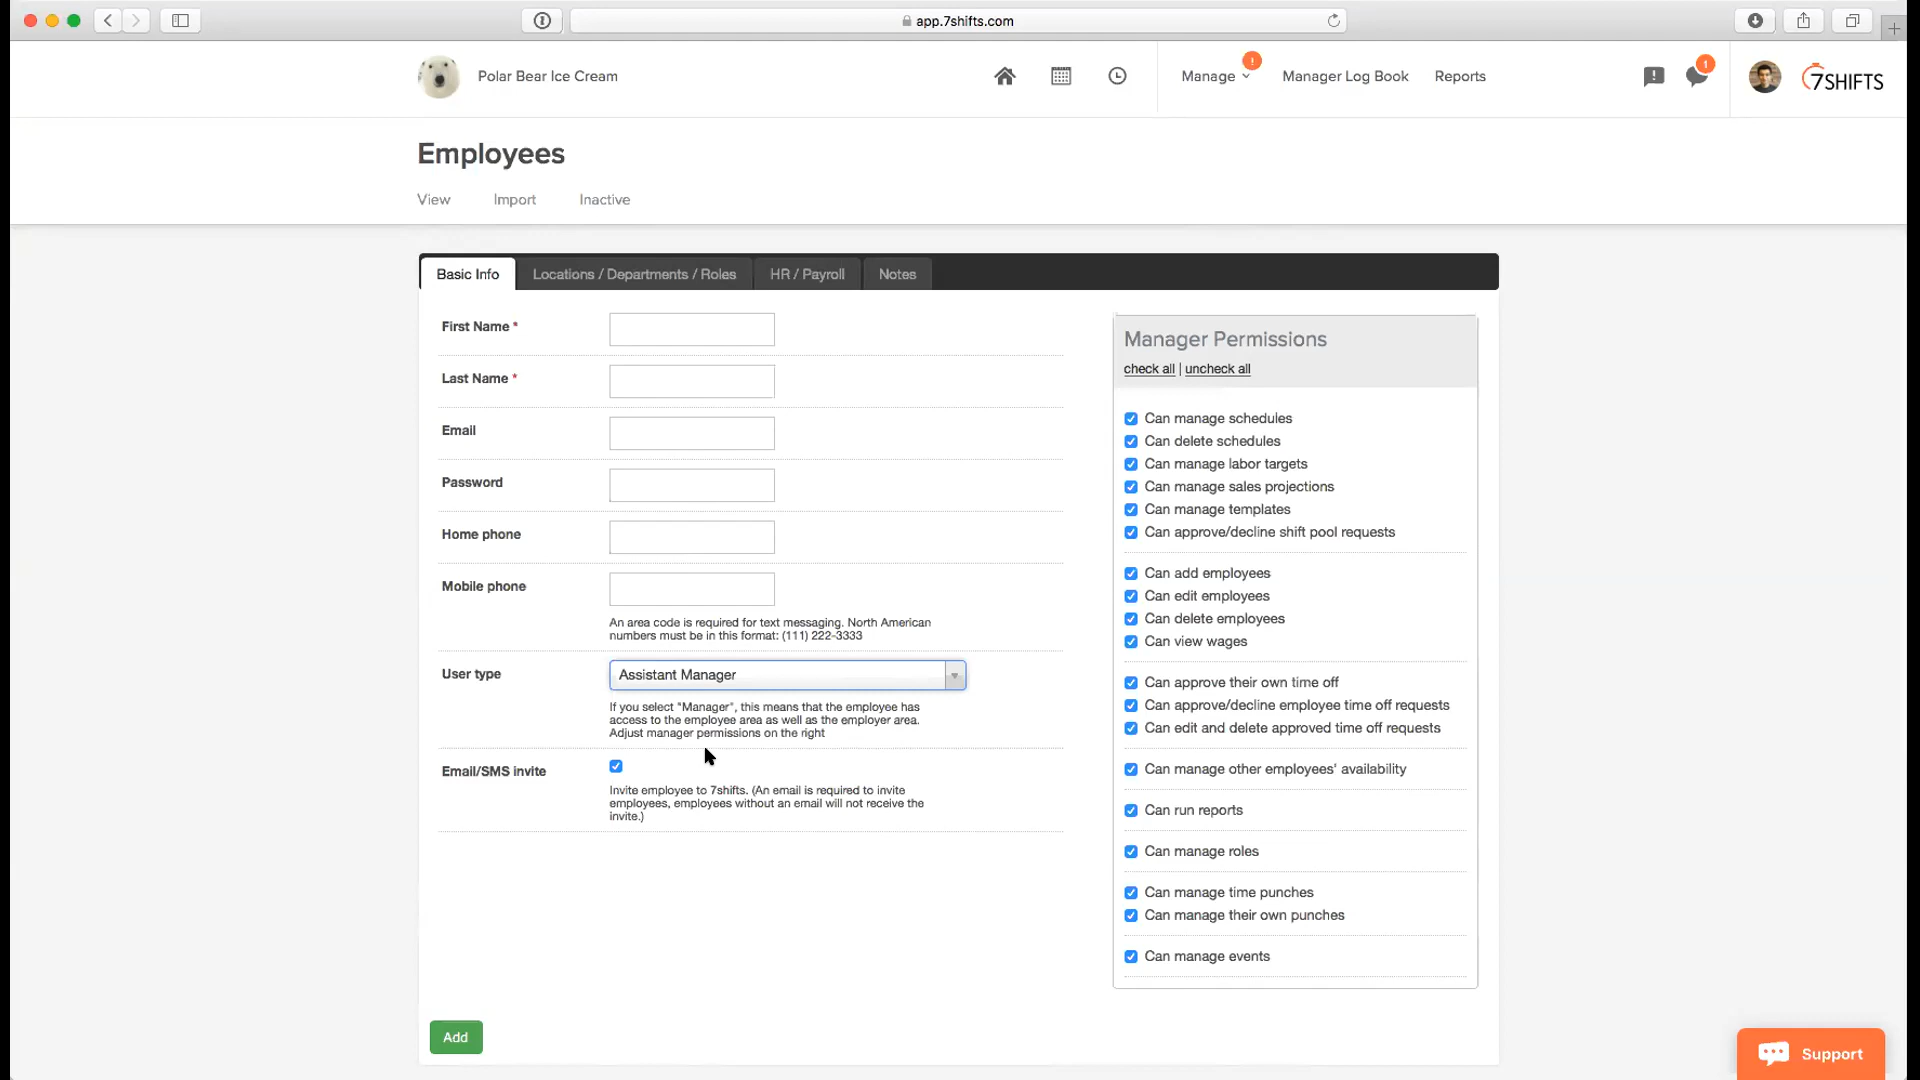 app.7shifts.com
Polar Bear Ice Cream
Manage
!
Manager Log Book
Reports
!
1
7SHIFTS
Employees
View
Import
Inactive
Basic Info
Locations / Departments / Roles
HR / Payroll
Notes
First Name *
Last Name *
Email
Password
Home phone
Mobile phone
An area code is required for text messaging. North American
numbers must be in this format: (111) 222-3333
User type
Assistant Manager
If you select "Manager", this means that the employee has
access to the employee area as well as the employer area.
Adjust manager permissions on the right
Email/SMS invite
Invite employee to 7shifts. (An email is required to invite
employees, employees without an email will not receive the
invite.)
Add
Manager Permissions
check all | uncheck all
Can manage schedules
Can delete schedules
Can manage labor targets
Can manage sales projections
Can manage templates
Can approve/decline shift pool requests
Can add employees
Can edit employees
Can delete employees
Can view wages
Can approve their own time off
Can approve/decline employee time off requests
Can edit and delete approved time off requests
Can manage other employees' availability
Can run reports
Can manage roles
Can manage time punches
Can manage their own punches
Can manage events
Support